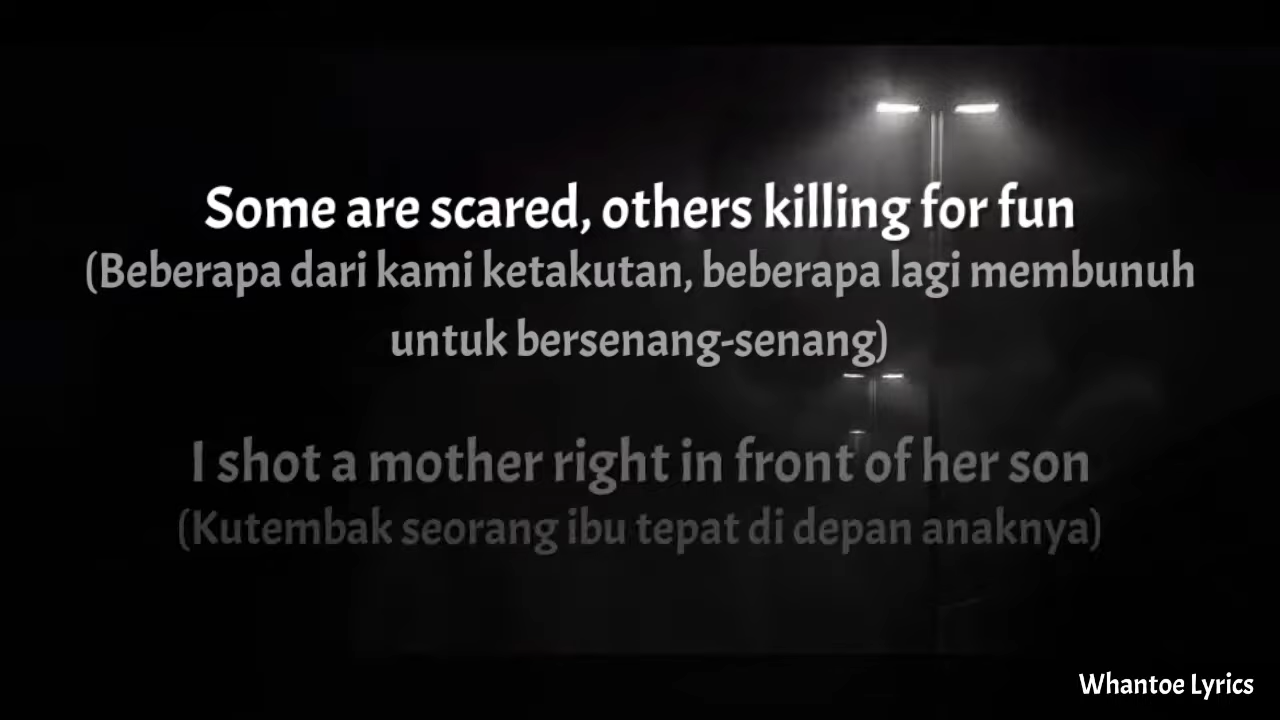 Some are scared, others killing for fun
(Beberapa dari kami ketakutan, beberapa lagi membunuh
untuk bersenang-senang)
I shot a mother right in front of her son
(Kutembak seorang ibu tepat di depan anaknya)
Whantoe Lyrics